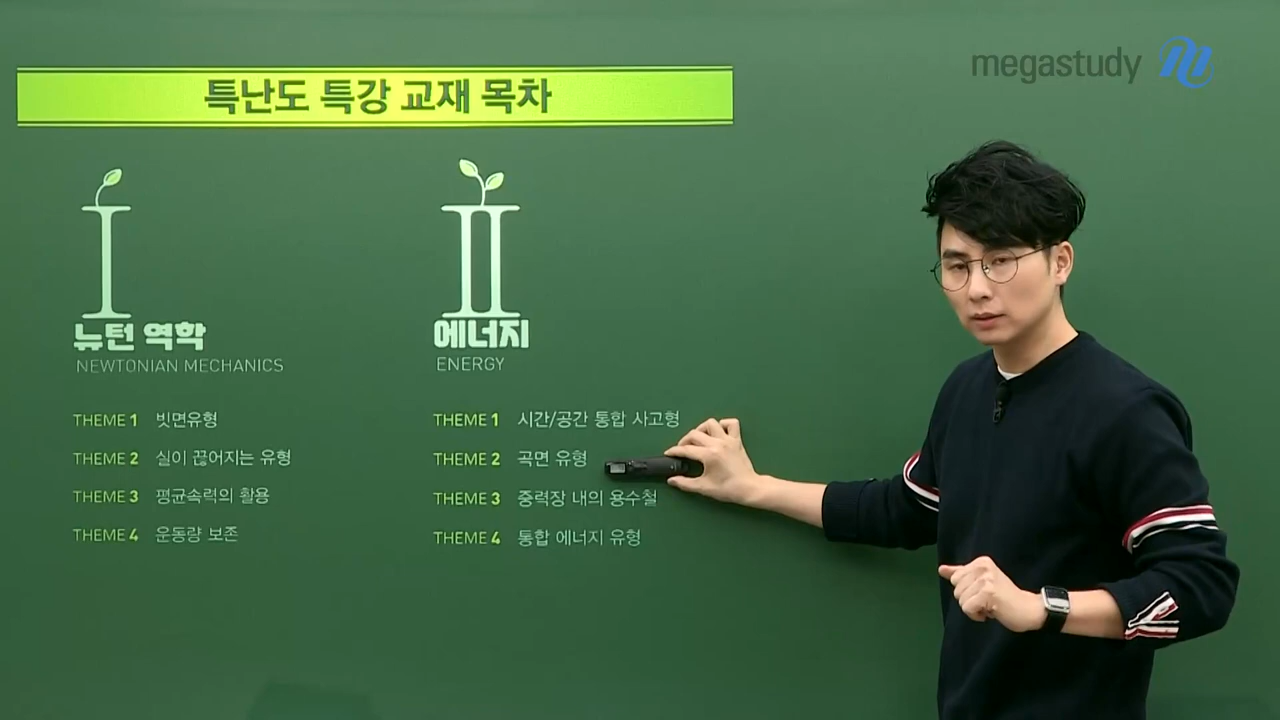 megastudy
특난도 특강 교재 목차
I
뉴턴 역학
NEWTONIAN MECHANICS
THEME 1 빗면유형
THEME 2 실이 끊어지는 유형
THEME 3 평균속력의 활용
THEME 4 운동량 보존
II
에너지
ENERGY
THEME 1 시간/공간 통합 사고형
THEME 2 곡면 유형
THEME 3 중력장 내의 용수철
THEME 4 통합 에너지 유형